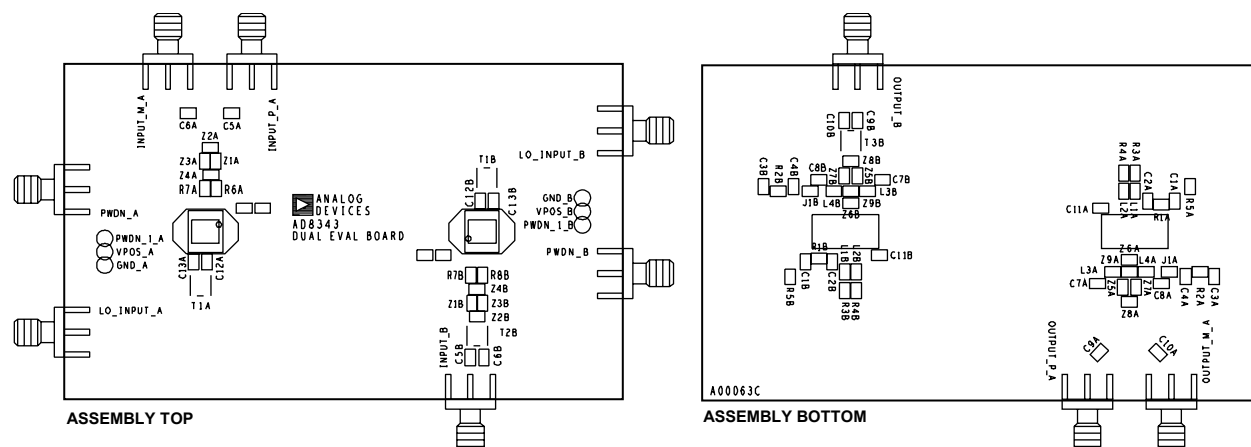 INPUT_M_A
C6A
C5A
INPUT_P_A
Z2A
Z3A
Z1A
Z4A
R7A
R6A
PWDN_A
PWDN_1_A
VPOS_A
GND_A
C13A
C12A
T1A
LO_INPUT_A
ANALOG
DEVICES
AD8343
DUAL EVAL BOARD
LO_INPUT_B
T1B
C12B
C13B
GND_B
VPOS_B
PWDN_1_B
PWDN_B
R7B
R8B
Z4B
Z1B
Z3B
Z2B
INPUT_B
T2B
C5B
C6B
ASSEMBLY TOP
OUTPUT_B
C10B
C9B
T3B
Z8B
C3B
R2B
C4B
C8B
Z7B
Z5B
C7B
J1B
L4B
Z9B
L3B
Z6B
R1B
L1B
L2B
C11B
R5B
C1B
C2B
R3B
R4B
R4A
R3A
C2A
C1A
R5A
L2A
L1A
R1A
C11A
Z6A
Z9A
L3A
L4A
J1A
C7A
Z5A
Z7A
C8A
C4A
R2A
C3A
Z8A
OUTPUT_P_A
C9A
C10A
OUTPUT_M_A
A00063C
ASSEMBLY BOTTOM